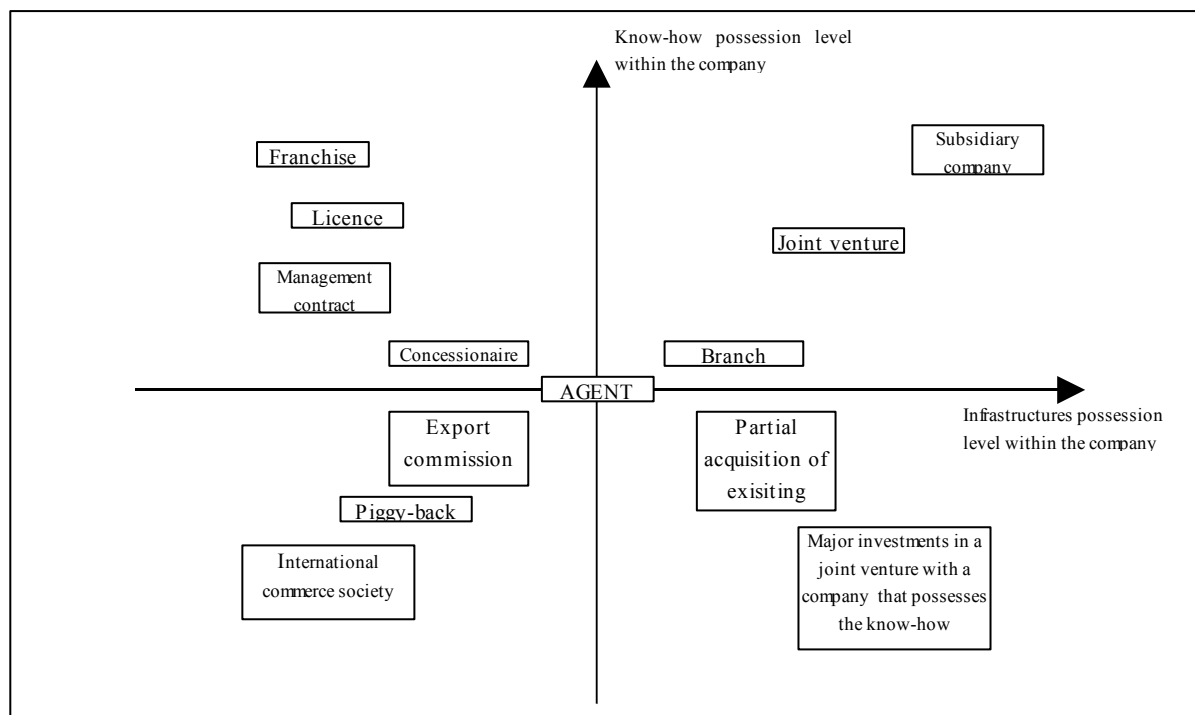 Know-how possession level
within the company
Subsidiary
company
Franchise
Licence
Joint venture
Management
contract
Concessionaire
Branch
AGENT
Infrastructures possession
level within the company
Export
commission
Partial
acquisition of
exisiting
Piggy-back
Major investments in a
joint venture with a
company that possesses
the know-how
International
commerce society